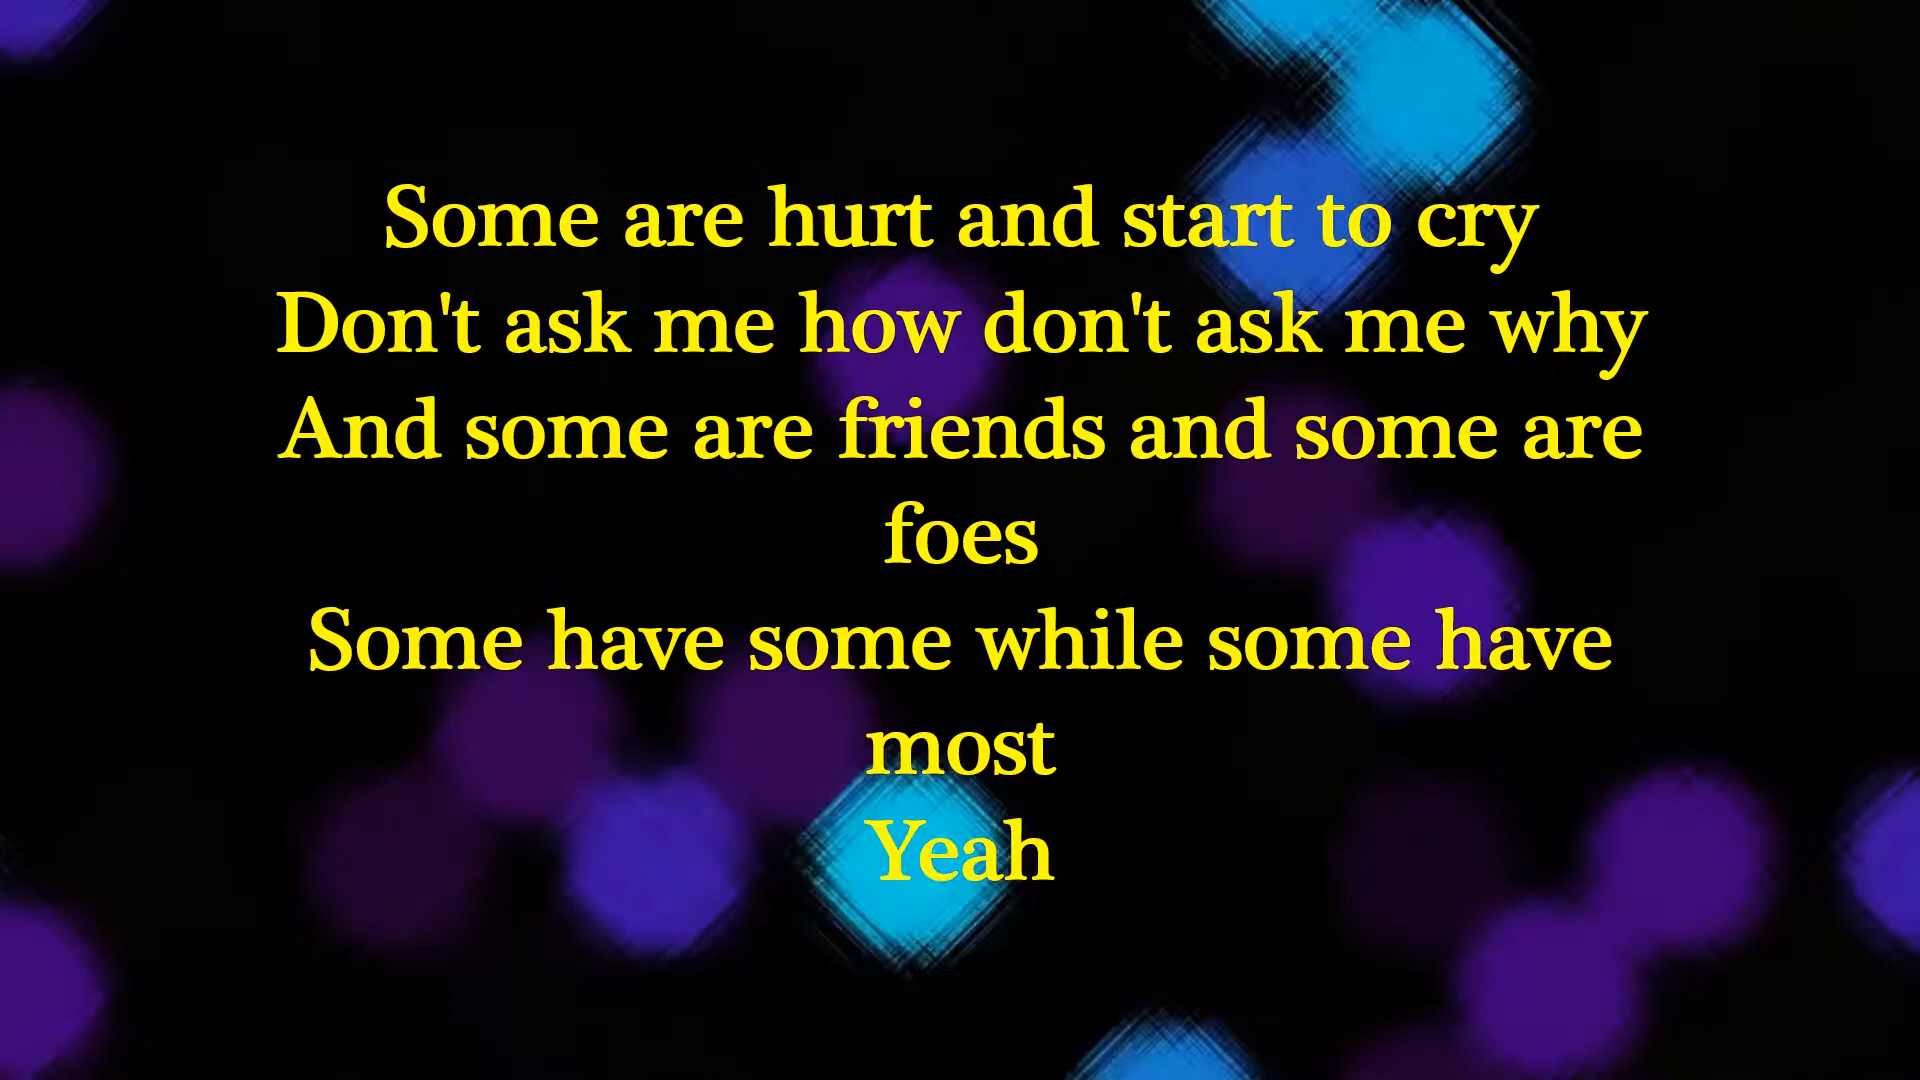 Some are hurt and start to cry
Don't ask me how don't ask me why
And some are friends and some are
foes
Some have some while some have
most
Yeah